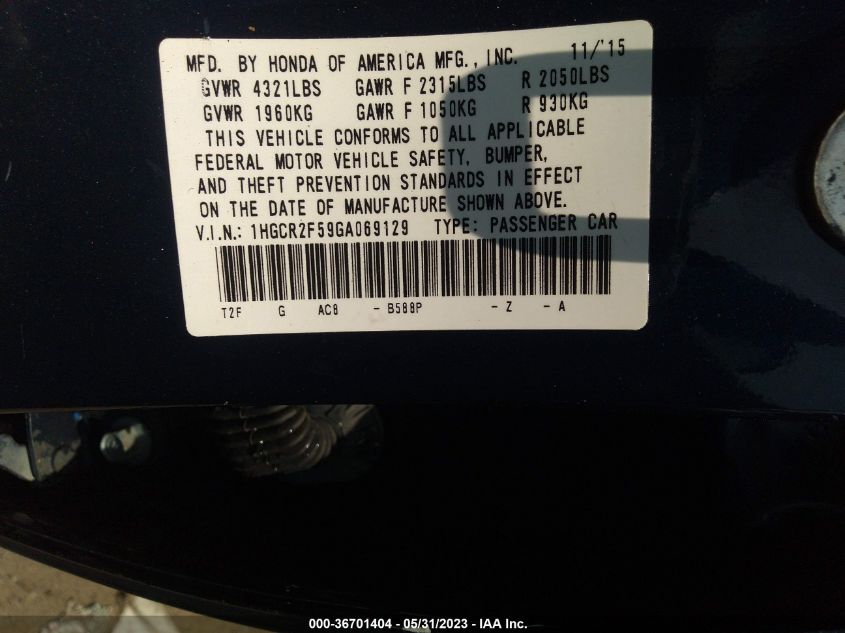 MFD. BY HONDA OF AMERICA MFG., INC. 11/'15
GVWR 4321LBS GAWR F 2315LBS R 2050LBS
GVWR 1960KG GAWR F 1050KG R 930KG
THIS VEHICLE CONFORMS TO ALL APPLICABLE
FEDERAL MOTOR VEHICLE SAFETY, BUMPER,
AND THEFT PREVENTION STANDARDS IN EFFECT
ON THE DATE OF MANUFACTURE SHOWN ABOVE.
V.I.N.: 1HGCR2F59GA069129 TYPE: PASSENGER CAR
T2F G AC8 - B588P - Z - A
000-36701404 - 05/31/2023 - IAA Inc.